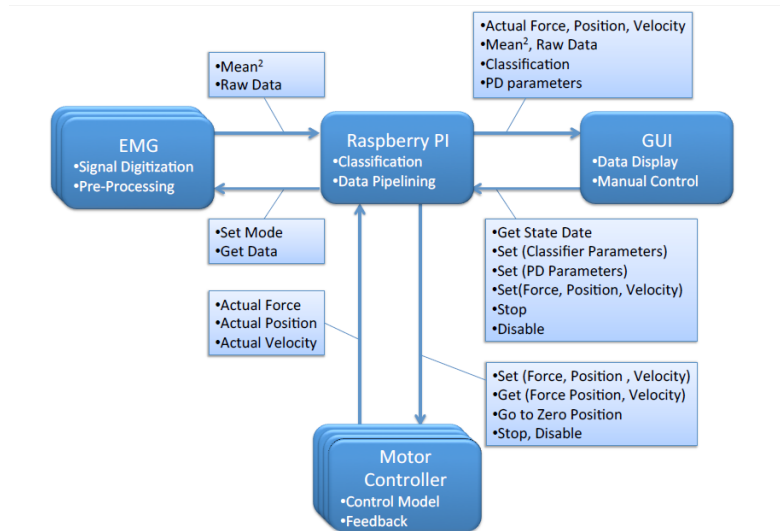 •Actual Force, Position, Velocity
•Mean², Raw Data
•Classification
•PD parameters
•Mean²
•Raw Data
EMG
•Signal Digitization
•Pre-Processing
Raspberry PI
•Classification
•Data Pipelining
GUI
•Data Display
•Manual Control
•Set Mode
•Get Data
•Get State Date
•Set (Classifier Parameters)
•Set (PD Parameters)
•Set(Force, Position, Velocity)
•Stop
•Disable
•Actual Force
•Actual Position
•Actual Velocity
•Set (Force, Position , Velocity)
•Get (Force Position, Velocity)
•Go to Zero Position
•Stop, Disable
Motor
Controller
•Control Model
•Feedback